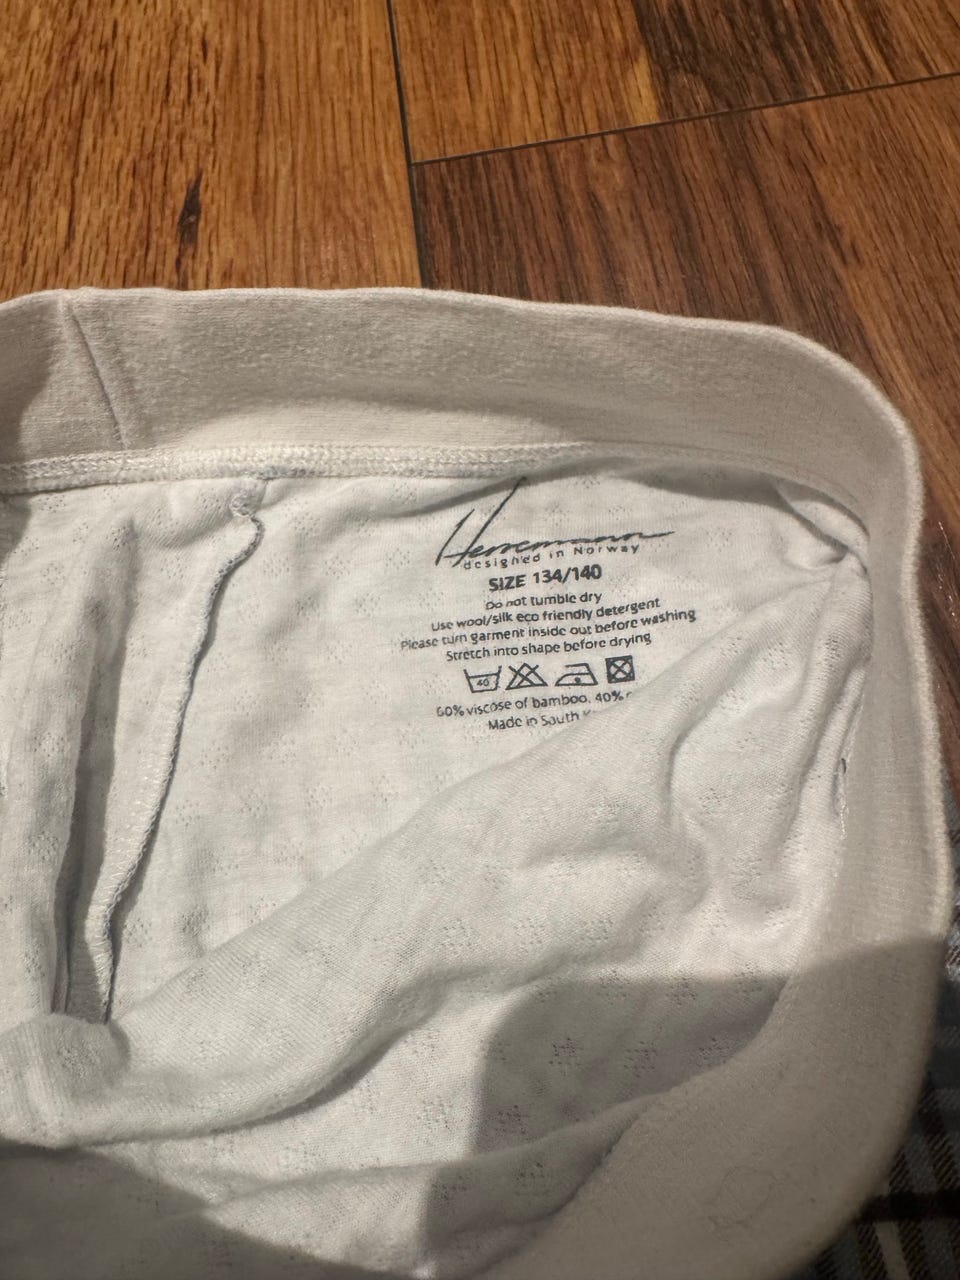 Herremann
designed in Norway
SIZE 134/140
Do not tumble dry
Use wool/silk eco friendly detergent
Please turn garment inside out before washing
Stretch into shape before drying
40
60% viscose of bamboo, 40%
Made in South